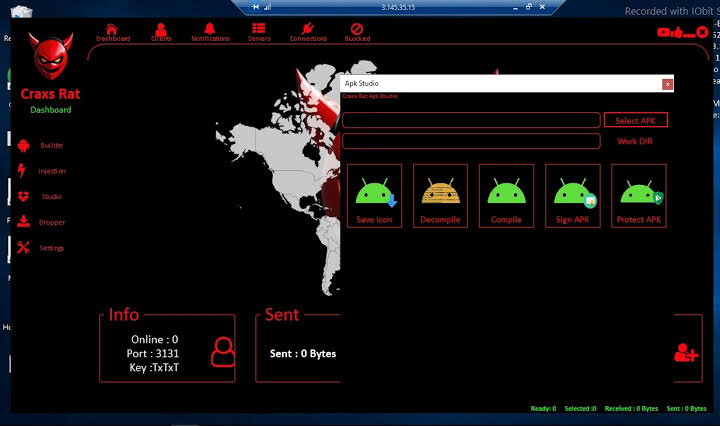 3.145.35.15
Recorded with IObit S
Dashboard
Clients
Notifications
Servers
Connections
BLocked
Craxs Rat
Dashboard
Builder
Injection
Studio
Dropper
Settings
Apk Studio
Craxs Rat Apk Studio
Select APK
Work DIR
Save Icon
Decompile
Compile
Sign APK
Protect APK
Info
Online : 0
Port : 3131
Key :TxTxT
Sent
Sent : 0 Bytes
Ready: 0 Selected :0 Received : 0 Bytes Sent : 0 Bytes